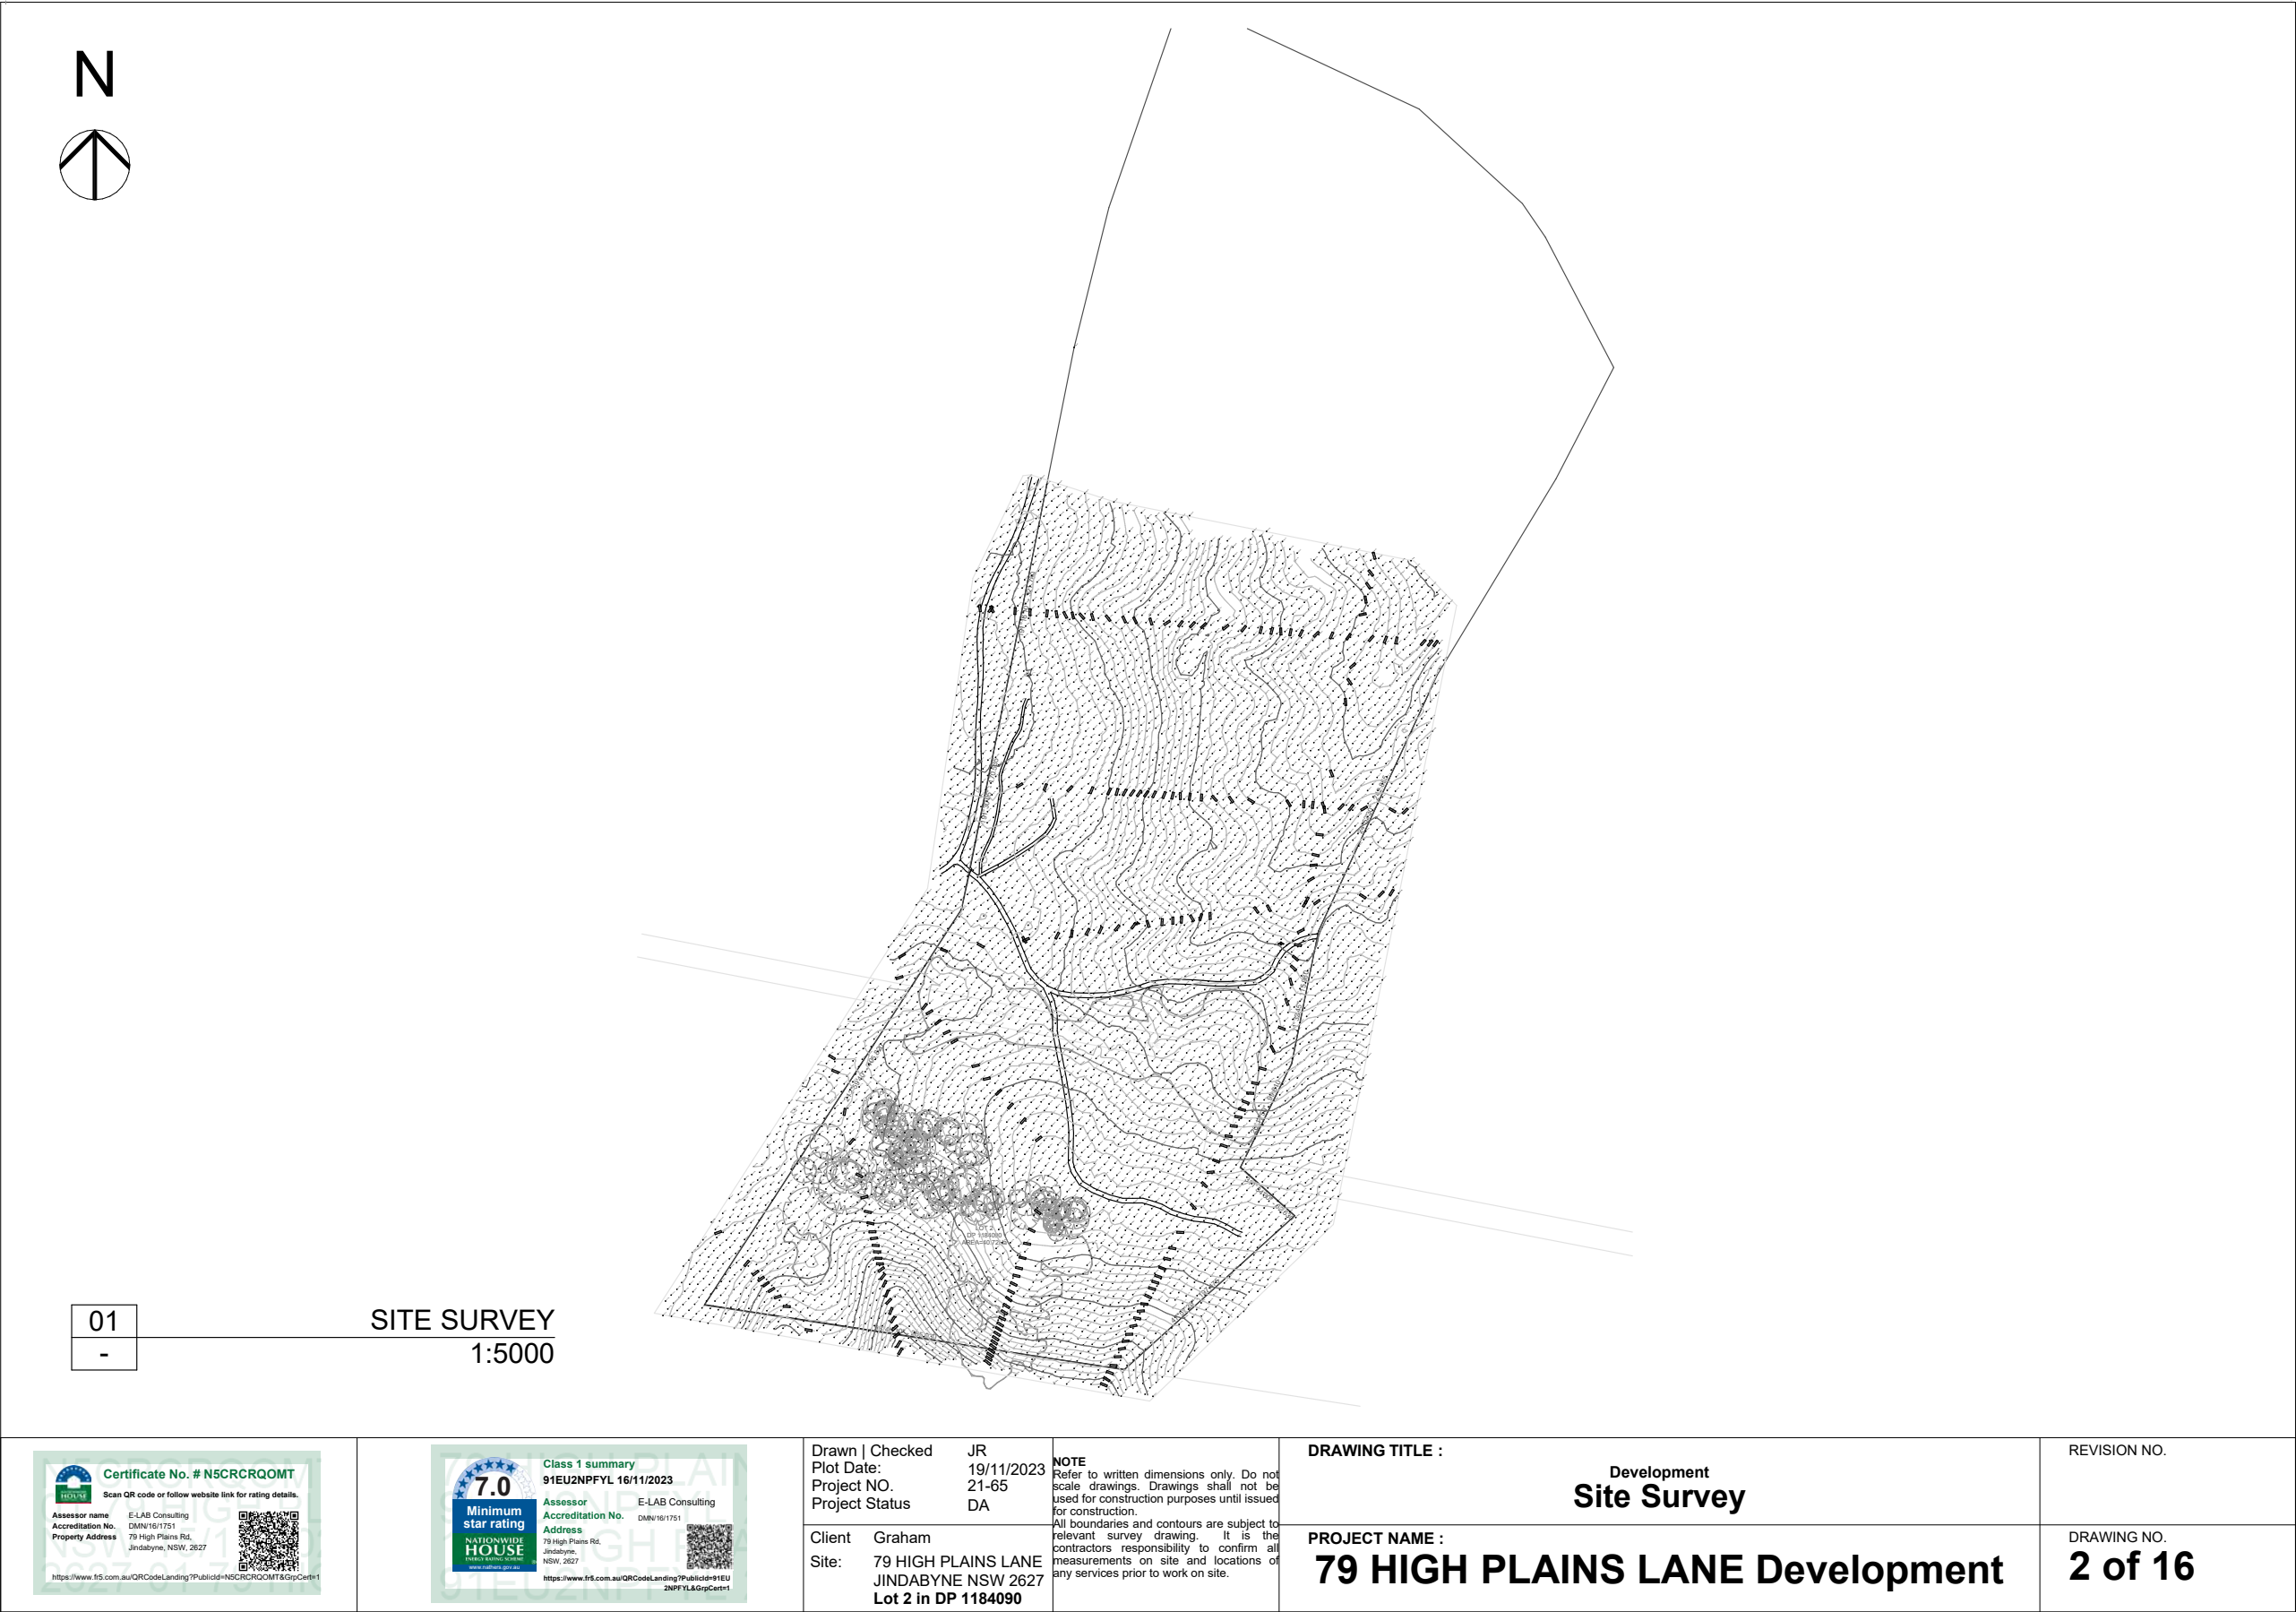 N
DP 1184090
01
-
SITE SURVEY
1:5000
Certificate No. # N5CRCRQOMT
Scan QR code or follow website link for rating details.
Assessor name E-LAB Consulting
Accreditation No. DMN/16/1751
Property Address 79 High Plains Rd,
Jindabyne, NSW, 2627
https://www.fr5.com.au/QRCodeLanding?PublicId=N5CRCRQOMT&GrpCert=1
7.0
Minimum
star rating
NATIONWIDE
HOUSE
ENERGY RATING SCHEME
www.nathers.gov.au
Class 1 summary
91EU2NPFYL 16/11/2023
Assessor E-LAB Consulting
Accreditation No. DMN/16/1751
Address
79 High Plains Rd,
Jindabyne,
NSW, 2627
https://www.fr5.com.au/QRCodeLanding?PublicId=91EU
2NPFYL&GrpCert=1
Drawn | Checked JR
Plot Date: 19/11/2023
Project NO. 21-65
Project Status DA
Client Graham
Site: 79 HIGH PLAINS LANE
JINDABYNE NSW 2627
Lot 2 in DP 1184090
NOTE
Refer to written dimensions only. Do not
scale drawings. Drawings shall not be
used for construction purposes until issued
for construction.
All boundaries and contours are subject to
relevant survey drawing. It is the
contractors responsibility to confirm all
measurements on site and locations of
any services prior to work on site.
DRAWING TITLE :
Development
Site Survey
PROJECT NAME :
79 HIGH PLAINS LANE Development
REVISION NO.
DRAWING NO.
2 of 16